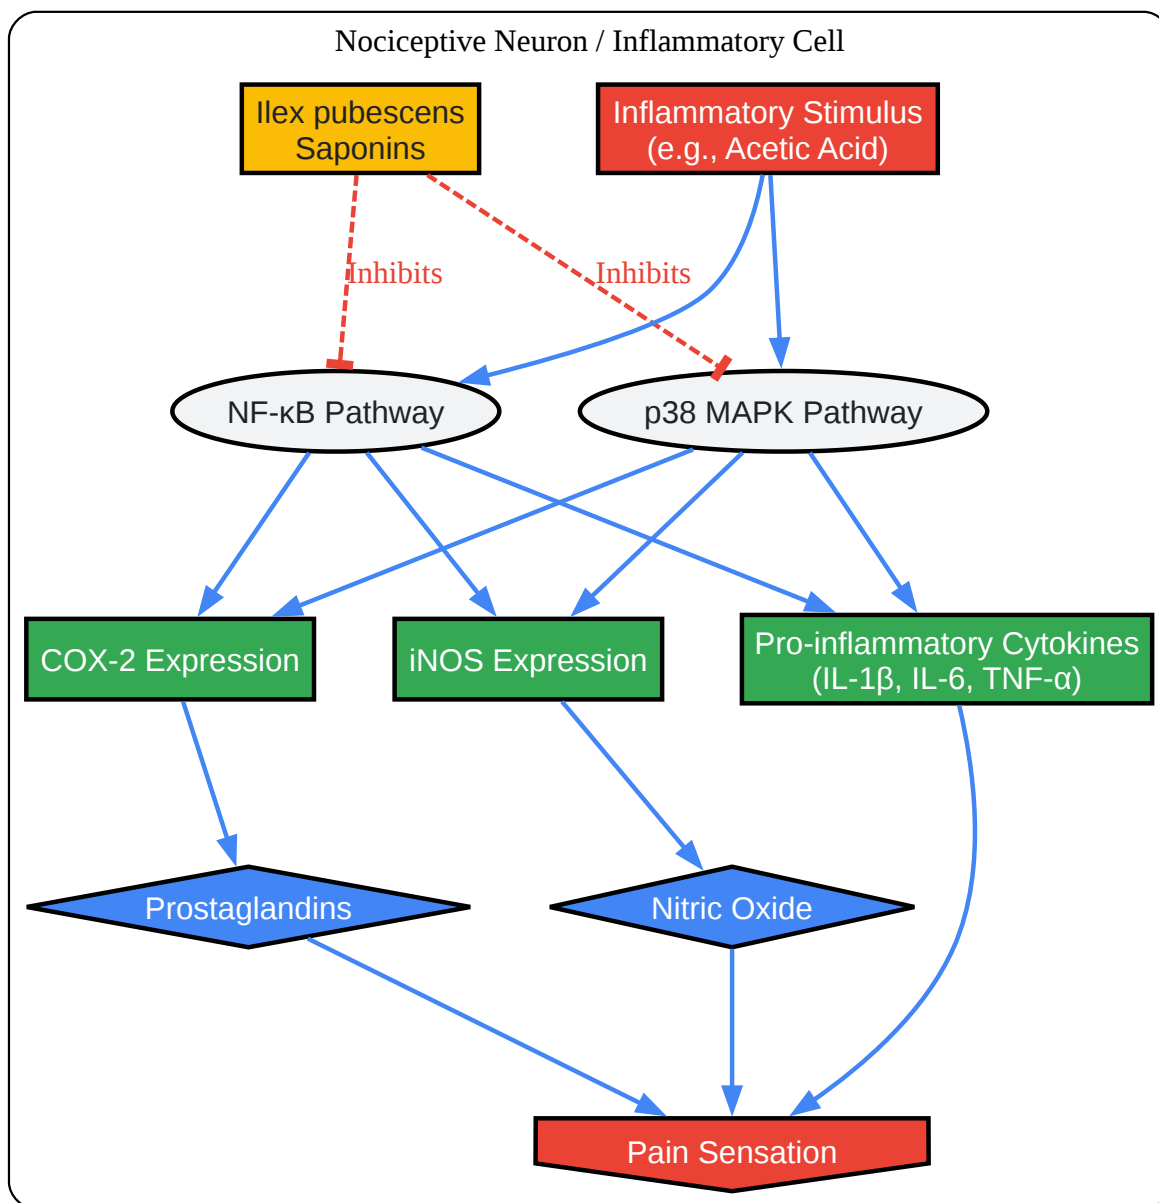 Nociceptive Neuron / Inflammatory Cell
Ilex pubescens
Saponins
Inflammatory Stimulus
(e.g., Acetic Acid)
Inhibits
Inhibits
NF-κB Pathway
p38 MAPK Pathway
COX-2 Expression
iNOS Expression
Pro-inflammatory Cytokines
(IL-1β, IL-6, TNF-α)
Prostaglandins
Nitric Oxide
Pain Sensation